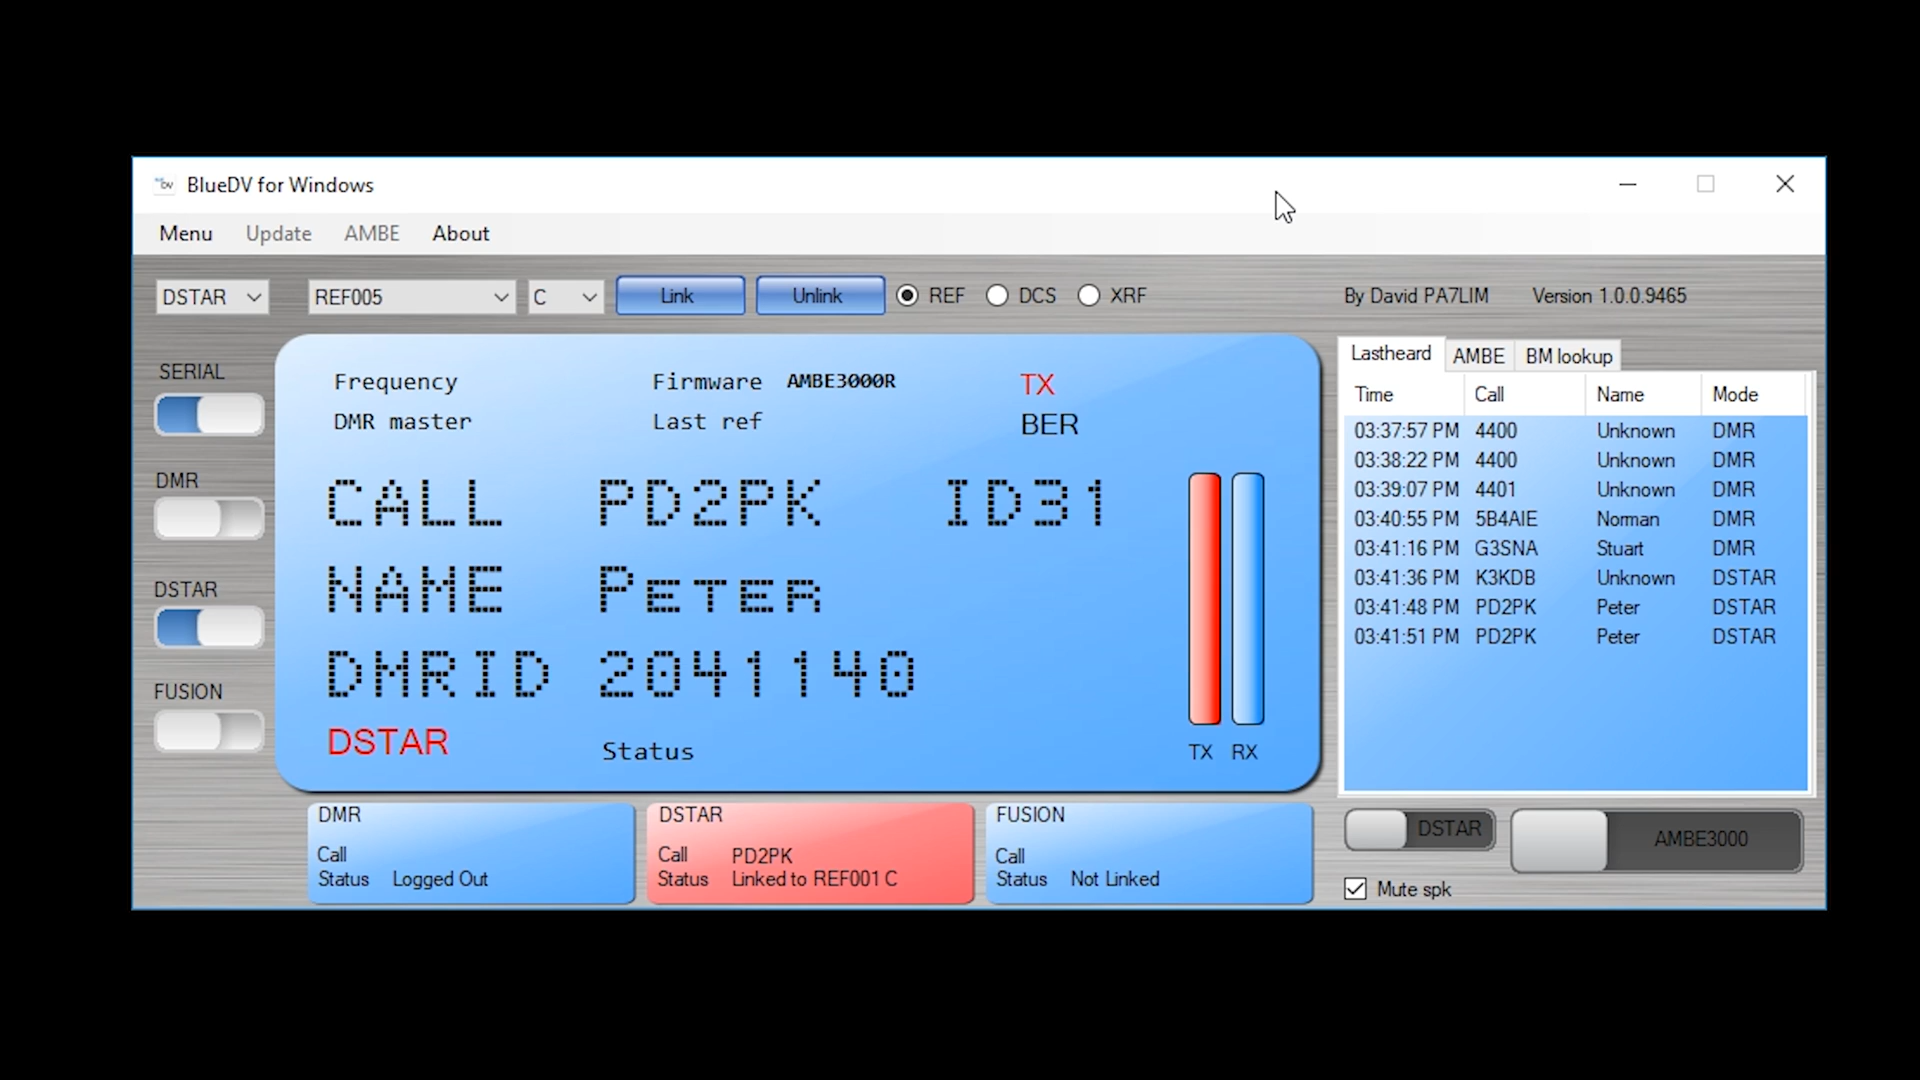 BlueDV for Windows
Menu Update AMBE About
DSTAR REF005 C Link Unlink REF DCS XRF By David PA7LIM Version 1.0.0.9465
SERIAL
DMR
DSTAR
FUSION
Frequency Firmware AMBE3000R TX
DMR master Last ref BER
CALL PD2PK ID31
NAME Peter
DMRID 2041140
DSTAR Status TX RX
Lastheard AMBE BM lookup
Time Call Name Mode
03:37:57 PM 4400 Unknown DMR
03:38:22 PM 4400 Unknown DMR
03:39:07 PM 4401 Unknown DMR
03:40:55 PM 5B4AIE Norman DMR
03:41:16 PM G3SNA Stuart DMR
03:41:36 PM K3KDB Unknown DSTAR
03:41:48 PM PD2PK Peter DSTAR
03:41:51 PM PD2PK Peter DSTAR
DMR
Call
Status Logged Out
DSTAR
Call PD2PK
Status Linked to REF001 C
FUSION
Call
Status Not Linked
DSTAR AMBE3000
Mute spk